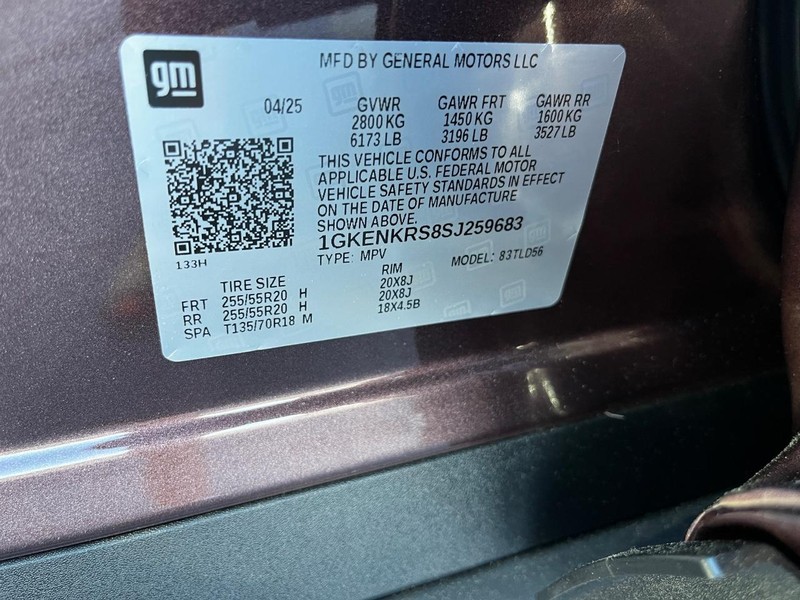 gm
MFD BY GENERAL MOTORS LLC
04/25 GVWR GAWR FRT GAWR RR
2800 KG 1450 KG 1600 KG
6173 LB 3196 LB 3527 LB
THIS VEHICLE CONFORMS TO ALL
APPLICABLE U.S. FEDERAL MOTOR
VEHICLE SAFETY STANDARDS IN EFFECT
ON THE DATE OF MANUFACTURE
SHOWN ABOVE.
1GKENKRS8SJ259683
133H
TYPE: MPV MODEL: 83TLD56
TIRE SIZE RIM
FRT 255/55R20 H 20X8J
RR 255/55R20 H 20X8J
SPA T135/70R18 M 18X4.5B